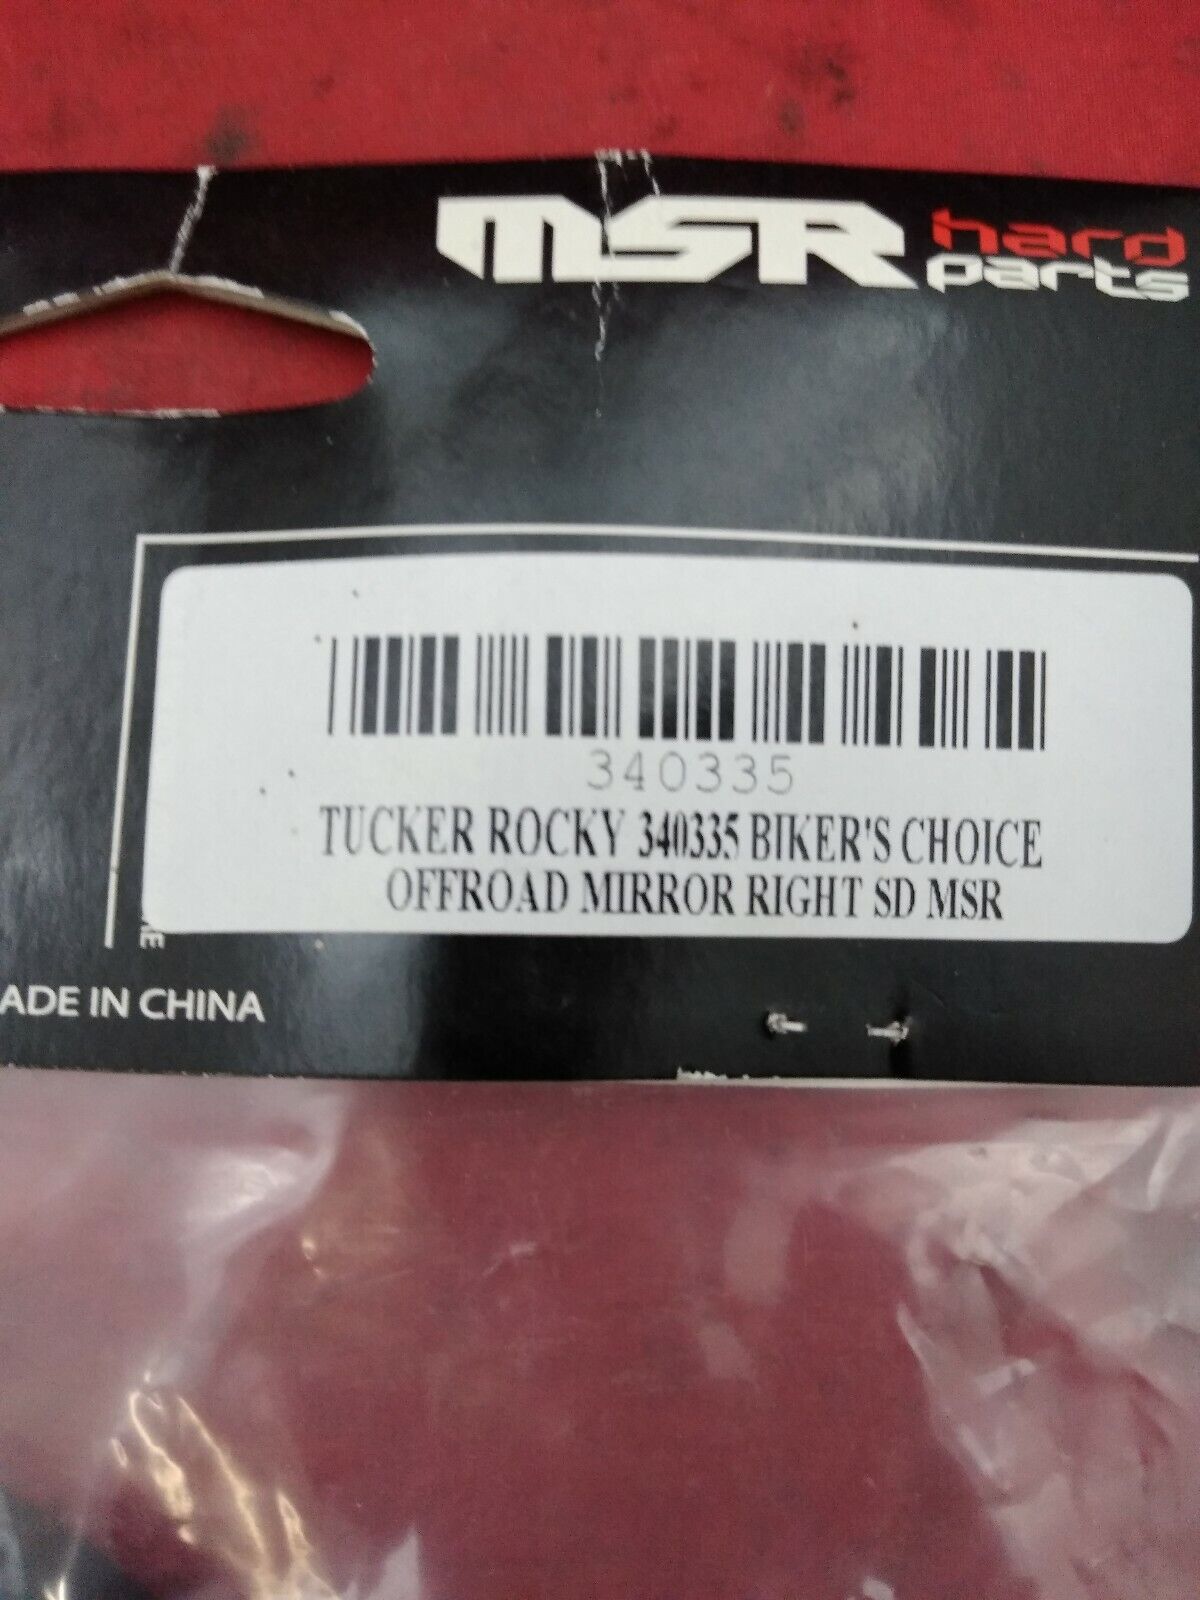 MSR hard
parts
340335
TUCKER ROCKY 340335 BIKER'S CHOICE
OFFROAD MIRROR RIGHT SD MSR
ADE IN CHINA